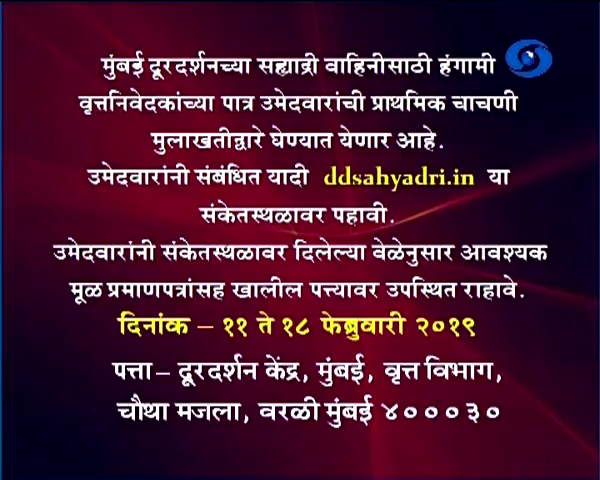 मुंबई दूरदर्शनच्या सह्याद्री वाहिनीसाठी हंगामी
वृत्तनिवेदकांच्या पात्र उमेदवारांची प्राथमिक चाचणी
मुलाखतीद्वारे घेण्यात येणार आहे.
उमेदवारांनी संबंधित यादी ddsahyadri.in या
संकेतस्थळावर पहावी.
उमेदवारांनी संकेतस्थळावर दिलेल्या वेळेनुसार आवश्यक
मूळ प्रमाणपत्रांसह खालील पत्त्यावर उपस्थित राहावे.
दिनांक – ११ ते १८ फेब्रुवारी २०१९
पत्ता – दूरदर्शन केंद्र, मुंबई, वृत्त विभाग,
चौथा मजला, वरळी मुंबई ४०००३०